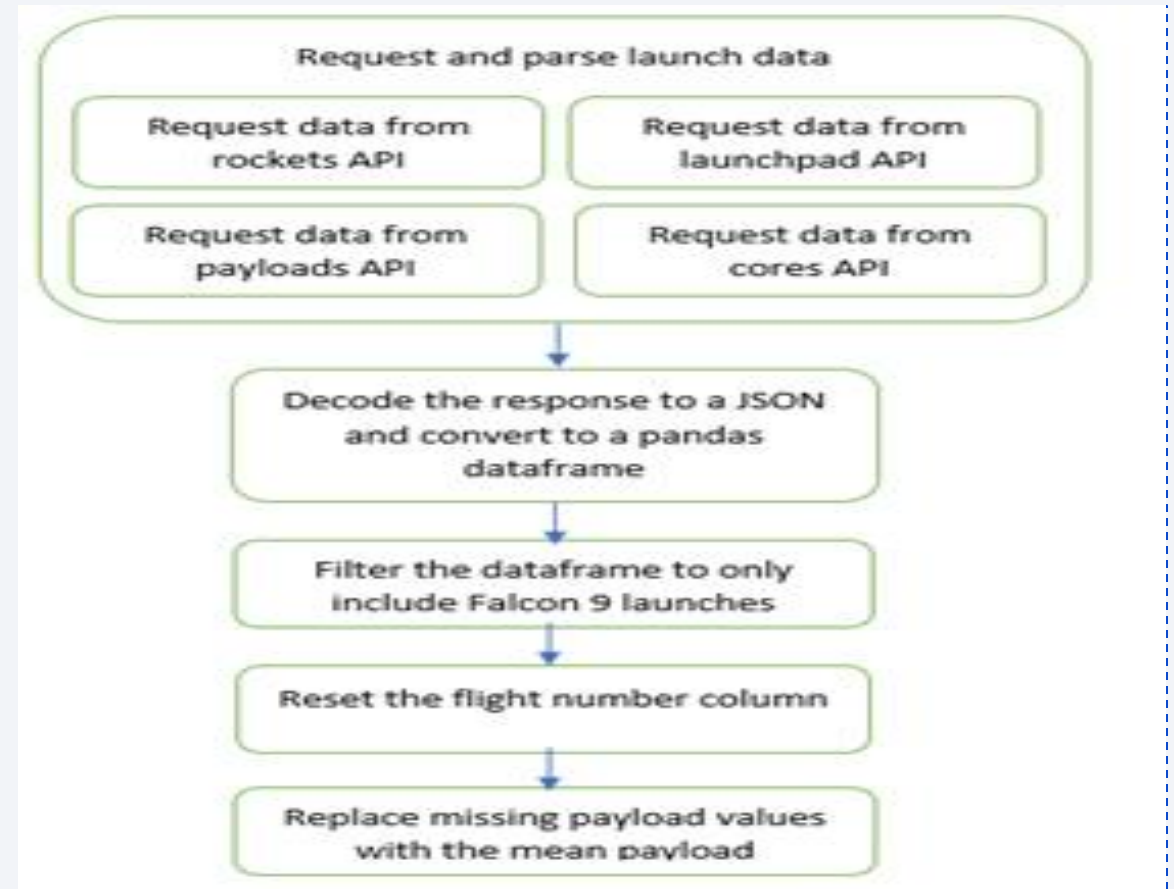 Request and parse launch data
Request data from
rockets API
Request data from
launchpad API
Request data from
payloads API
Request data from
cores API
Decode the response to a JSON
and convert to a pandas
dataframe
Filter the dataframe to only
include Falcon 9 launches
Reset the flight number column
Replace missing payload values
with the mean payload